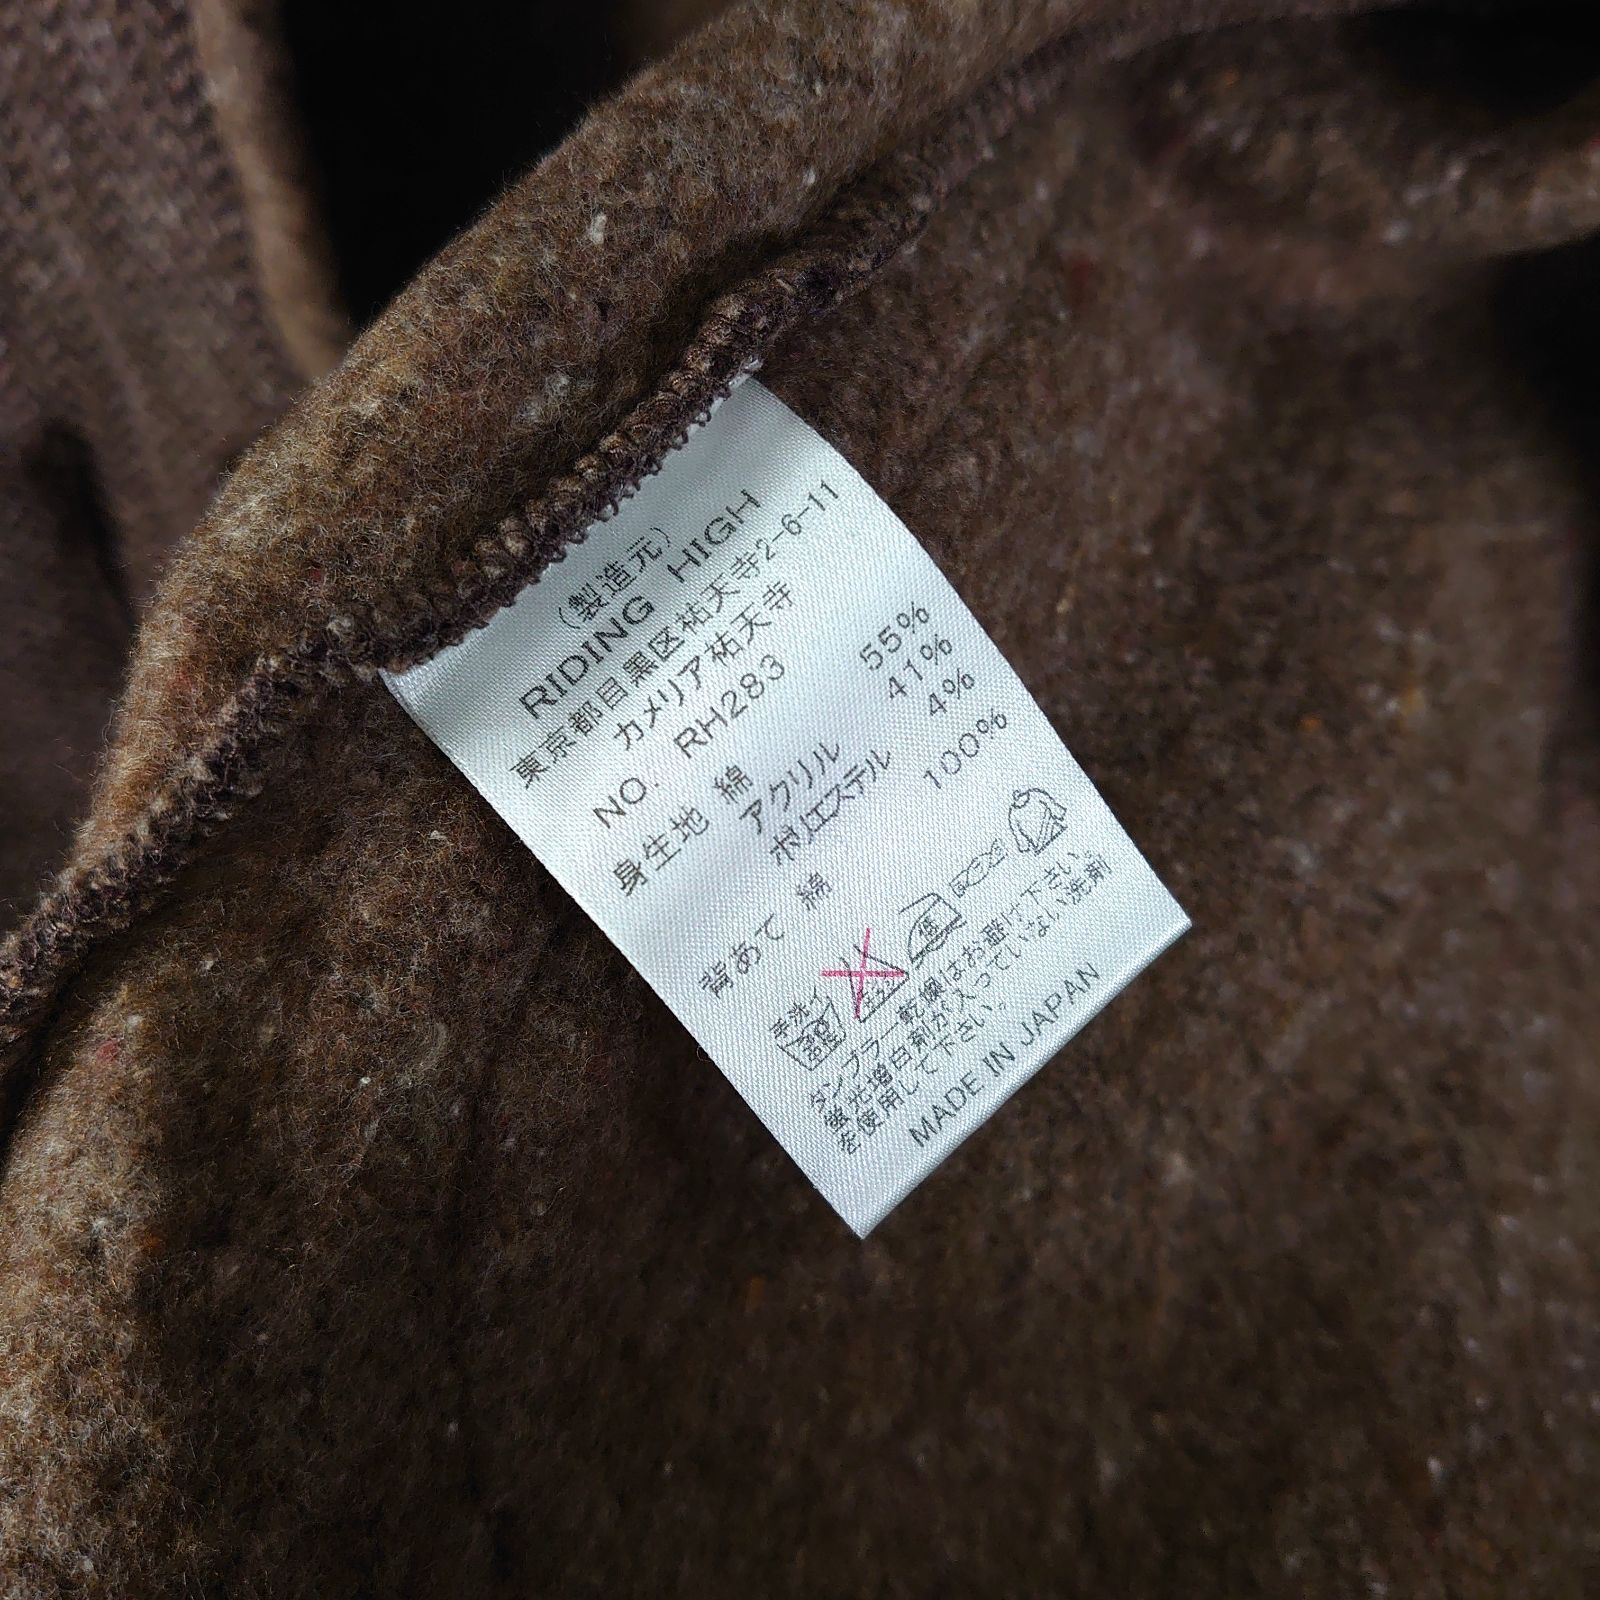 (製造元)
RIDING HIGH
東京都目黒区祐天寺2-6-11
カメリア祐天寺
NO. RH283
身生地 綿 55%
アクリル 41%
ポリエステル 4%
背あて 綿 100%
手洗イ
低
タンブラー乾燥はお避け下さい。
蛍光増白剤が入っていない洗剤
を使用して下さい。
MADE IN JAPAN